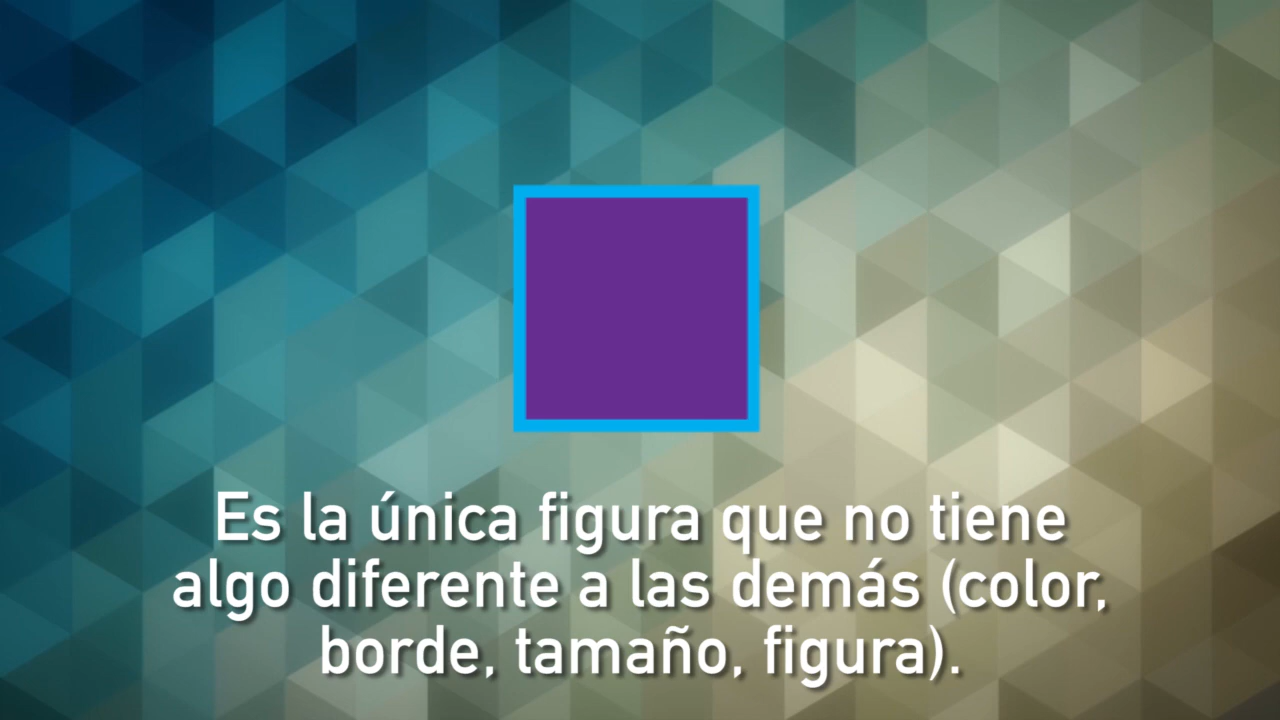 Es la única figura que no tiene
algo diferente a las demás (color,
borde, tamaño, figura).